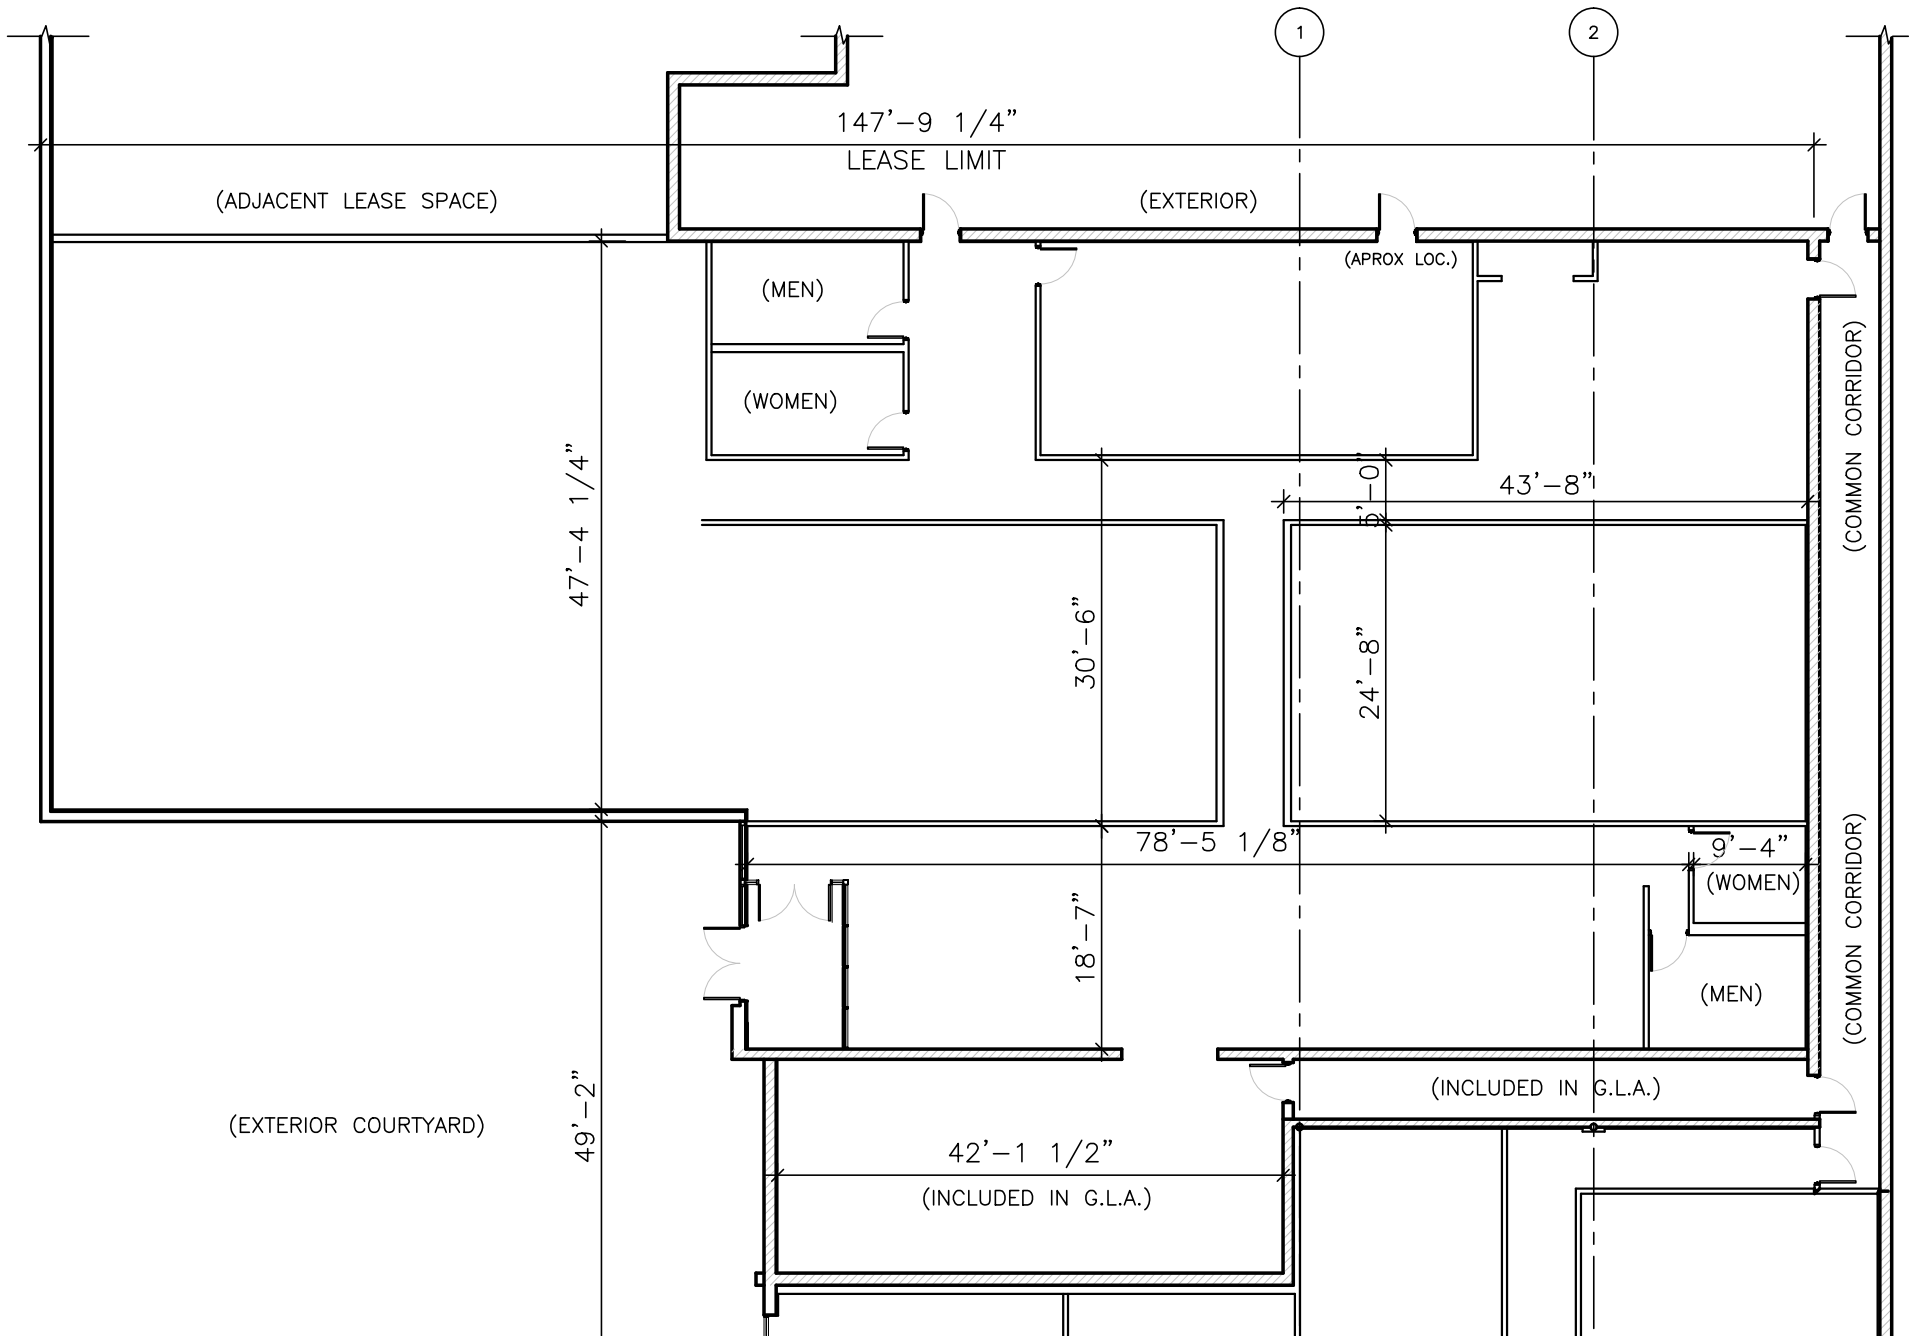 1
2
147'-9 1/4"
LEASE LIMIT
(ADJACENT LEASE SPACE)
(EXTERIOR)
(APROX LOC.)
(MEN)
(WOMEN)
(COMMON CORRIDOR)
47'-4 1/4"
5'-0"
43'-8"
30'-6"
24'-8"
78'-5 1/8"
9'-4"
(WOMEN)
(COMMON CORRIDOR)
18'-7"
(MEN)
49'-2"
(EXTERIOR COURTYARD)
(INCLUDED IN G.L.A.)
42'-1 1/2"
(INCLUDED IN G.L.A.)